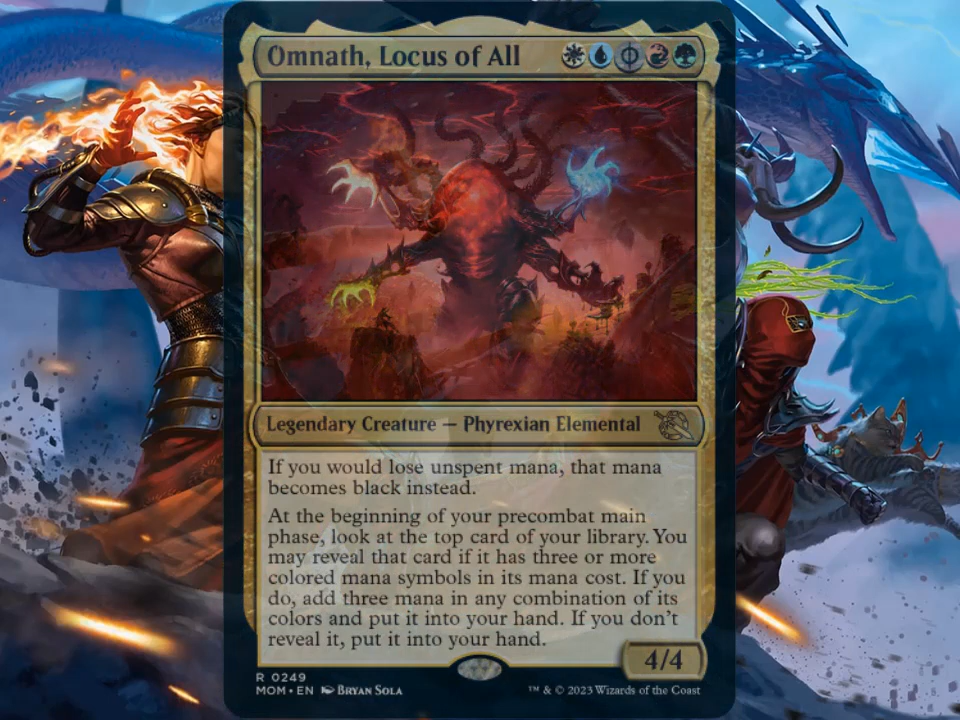 Omnath, Locus of All
Legendary Creature — Phyrexian Elemental
If you would lose unspent mana, that mana
becomes black instead.
At the beginning of your precombat main
phase, look at the top card of your library. You
may reveal that card if it has three or more
colored mana symbols in its mana cost. If you
do, add three mana in any combination of its
colors and put it into your hand. If you don't
reveal it, put it into your hand.
4/4
R 0249
MOM • EN Bryan Sola
™ & © 2023 Wizards of the Coast